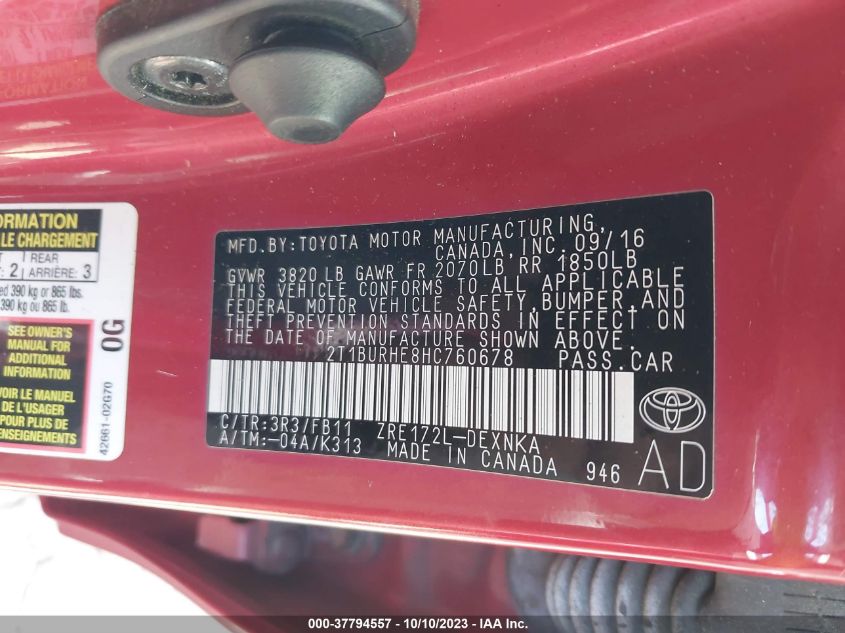 ORMATION
LE CHARGEMENT
2 REAR ARRIÈRE 3
390 kg or 865 lbs.
390 kg ou 865 lb.
SEE OWNER'S
MANUAL FOR
ADDITIONAL
INFORMATION
VOIR LE MANUEL
DE L'USAGER
POUR PLUS DE
RENSEIGNEMENTS
0G
42661-02G70
MFD. BY: TOYOTA MOTOR MANUFACTURING,
CANADA, INC. 09/16
GVWR 3820 LB GAWR FR 2070LB RR 1850LB
THIS VEHICLE CONFORMS TO ALL APPLICABLE
FEDERAL MOTOR VEHICLE SAFETY, BUMPER, AND
THEFT PREVENTION STANDARDS IN EFFECT ON
THE DATE OF MANUFACTURE SHOWN ABOVE.
2T1BURHE8HC760678 PASS.CAR
C/TR:3R3/FB11 ZRE172L-DEXNKA
A/TM:-04A/K313 MADE IN CANADA 946
AD
000-37794557 - 10/10/2023 - IAA Inc.